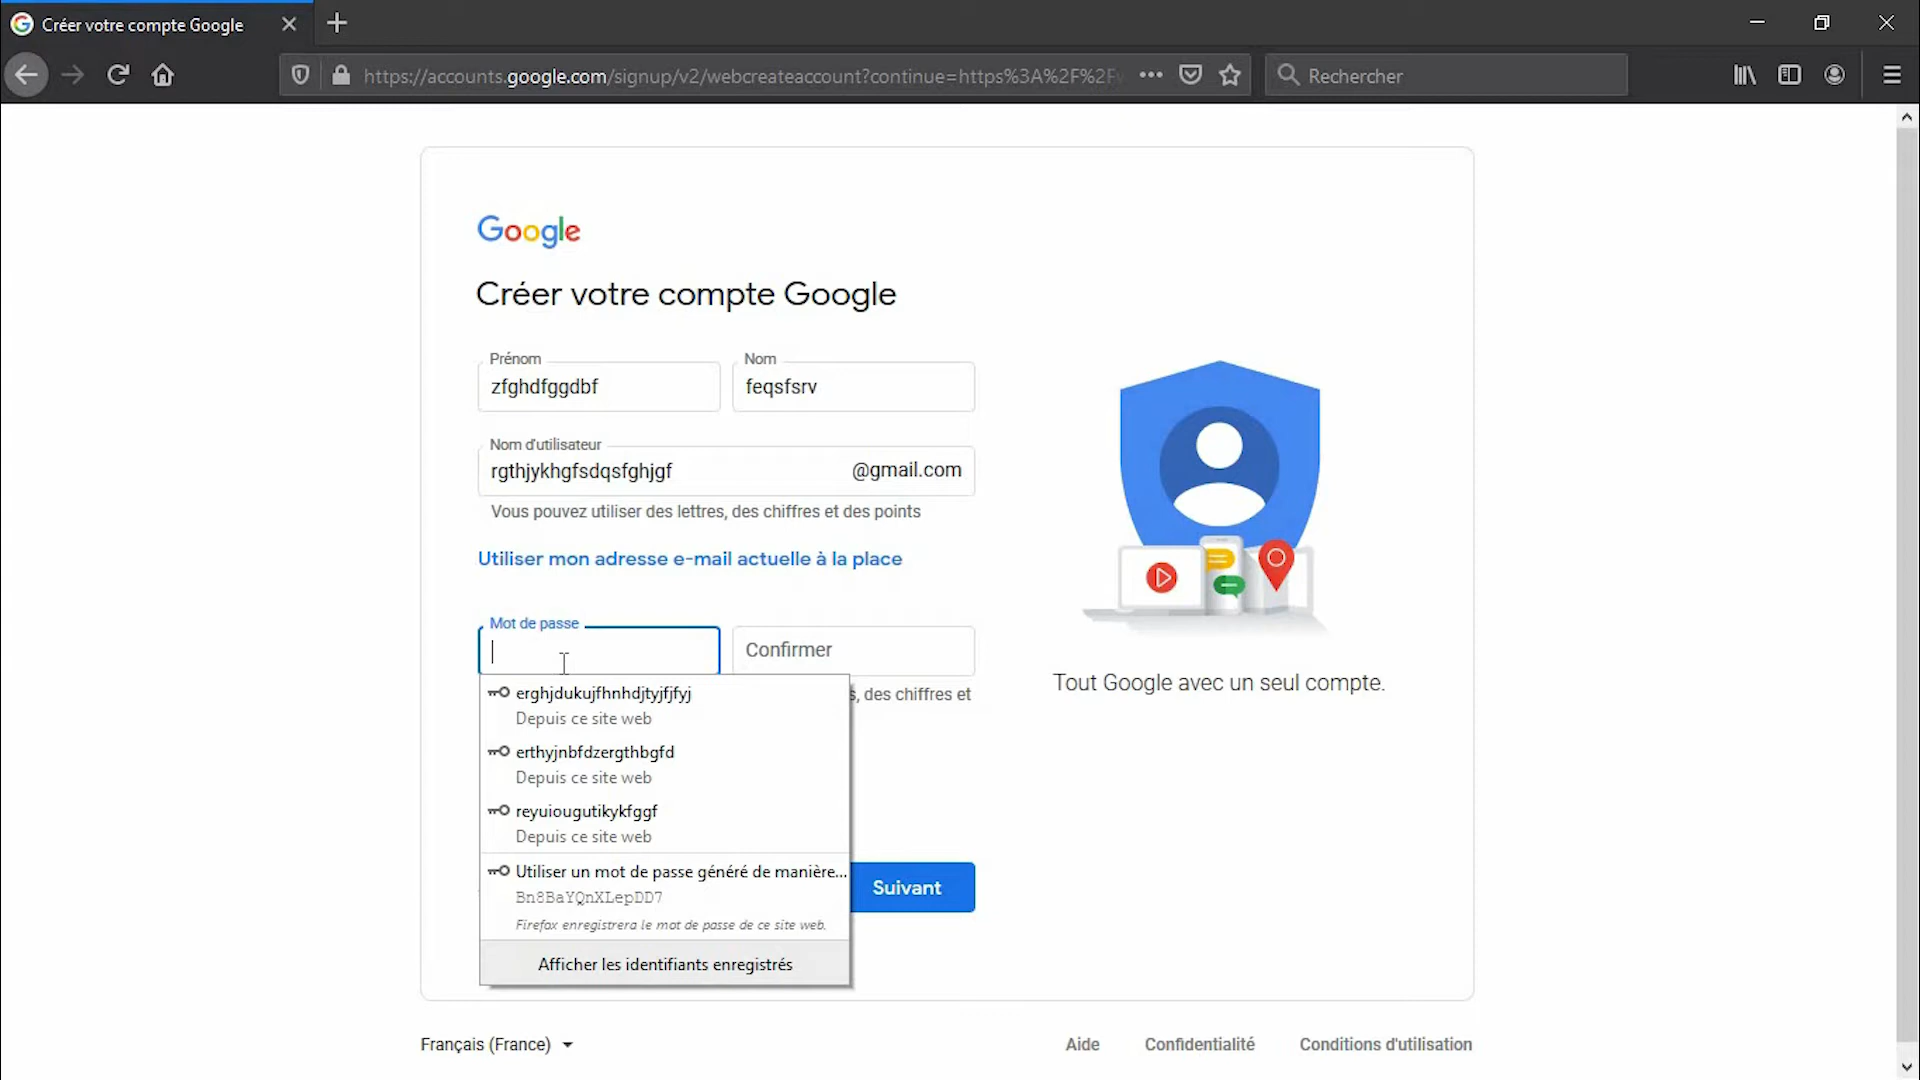 Créer votre compte Google
https://accounts.google.com/signup/v2/webcreateaccount?continue=https%3A%2F%2F
Rechercher
Google
Créer votre compte Google
Prénom
Nom
zfghdfggdbf
feqsfsrv
Nom d'utilisateur
rgthjykhgfsdqsfghjgf
@gmail.com
Vous pouvez utiliser des lettres, des chiffres et des points
Utiliser mon adresse e-mail actuelle à la place
Mot de passe
Confirmer
s, des chiffres et
erghjdukujfhnhdjtyjfjfyj
Depuis ce site web
erthyjnbfdzergthbgfd
Depuis ce site web
reyuiougutikykfggf
Depuis ce site web
Utiliser un mot de passe généré de manière...
Bn8BaYQnXLepDD7
Firefox enregistrera le mot de passe de ce site web.
Afficher les identifiants enregistrés
Suivant
Tout Google avec un seul compte.
Français (France)
Aide
Confidentialité
Conditions d'utilisation